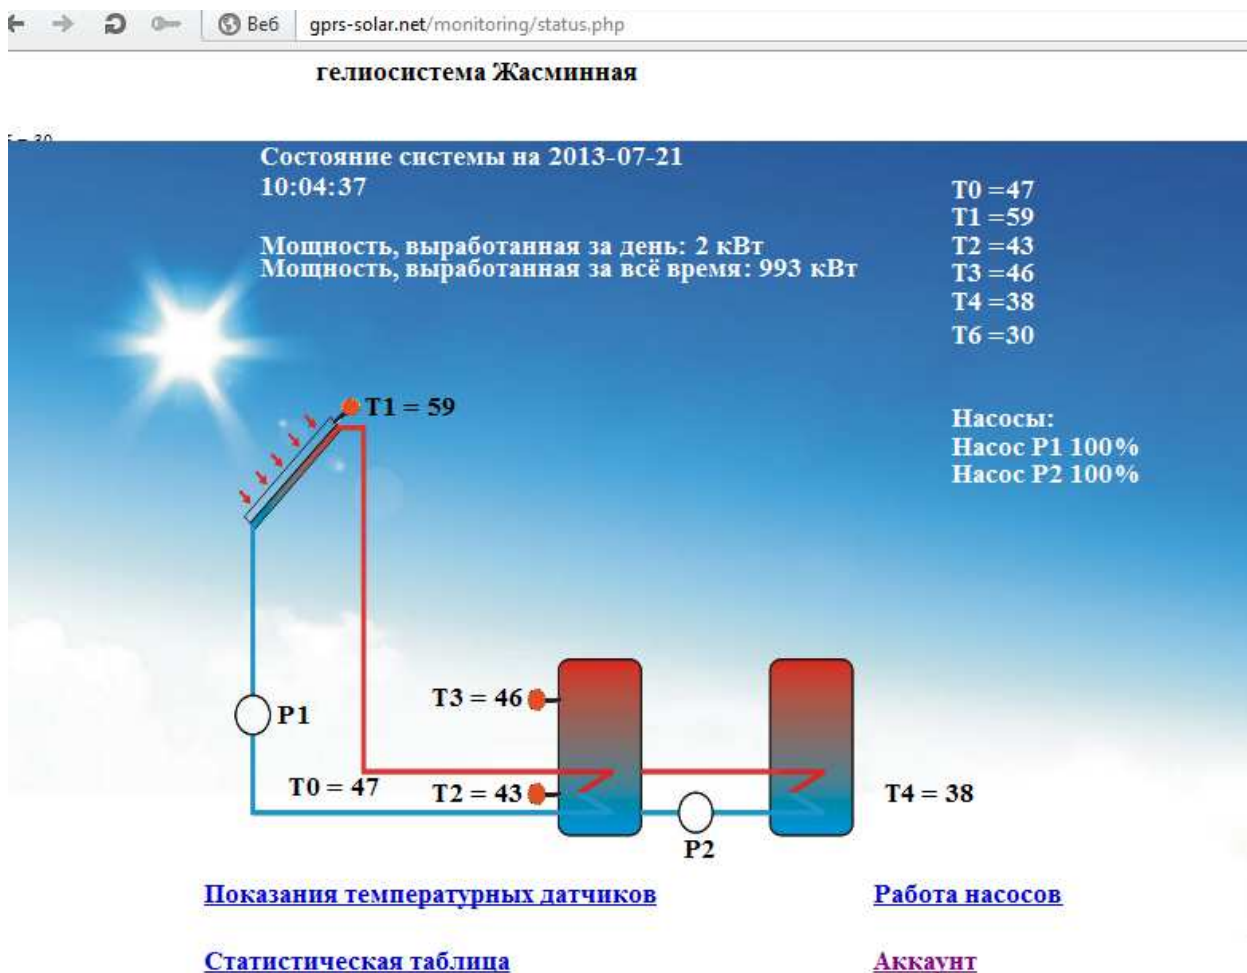 Веб gprs-solar.net/monitoring/status.php
гелиосистема Жасминная
Состояние системы на 2013-07-21
10:04:37
T0 =47
T1 =59
Мощность, выработанная за день: 2 кВт
T2 =43
Мощность, выработанная за всё время: 993 кВт
T3 =46
T4 =38
T6 =30
T1 = 59
Насосы:
Насос P1 100%
Насос P2 100%
T3 = 46
P1
T0 = 47
T2 = 43
T4 = 38
P2
Показания температурных датчиков
Работа насосов
Статистическая таблица
Аккаунт